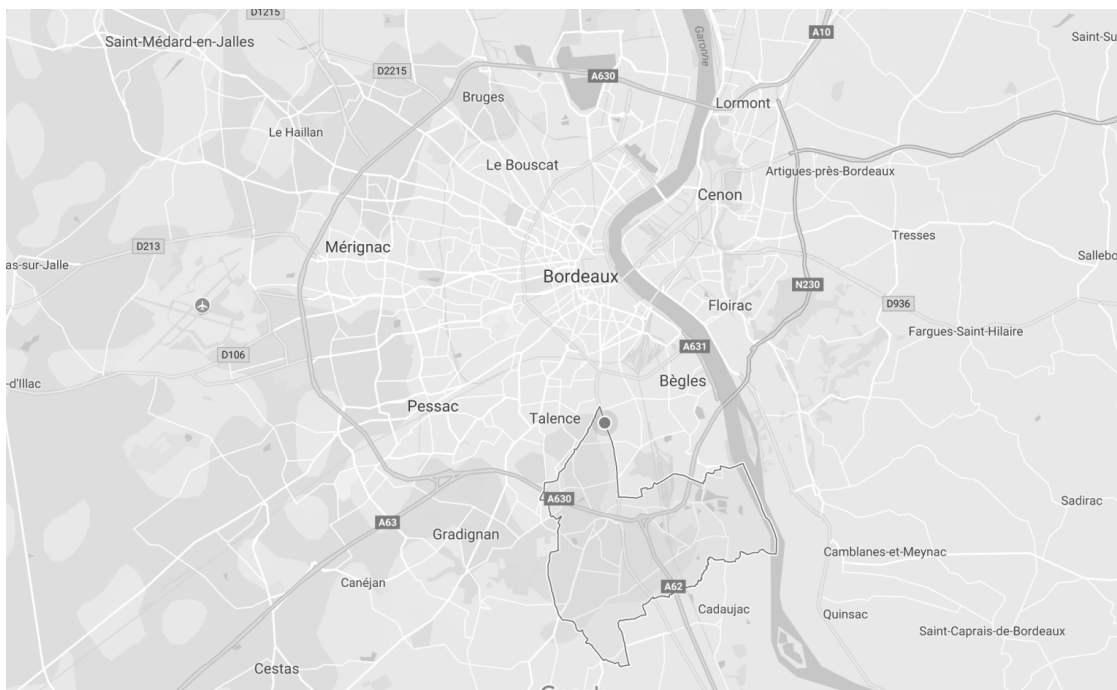 D1215
Saint-Médard-en-Jalles
A10
Saint-Su
Garonne
D2215
A630
Bruges
Lormont
Le Haillan
Le Bouscat
Artigues-près-Bordeaux
Cenon
Tresses
D213
Mérignac
as-sur-Jalle
Sallebo
Bordeaux
N230
Floirac
D936
Fargues-Saint-Hilaire
A631
D106
-d'Illac
Bègles
Pessac
Talence
A630
Sadirac
A63
Gradignan
Camblanes-et-Meynac
Canéjan
A62
Cadaujac
Quinsac
Saint-Caprais-de-Bordeaux
Cestas